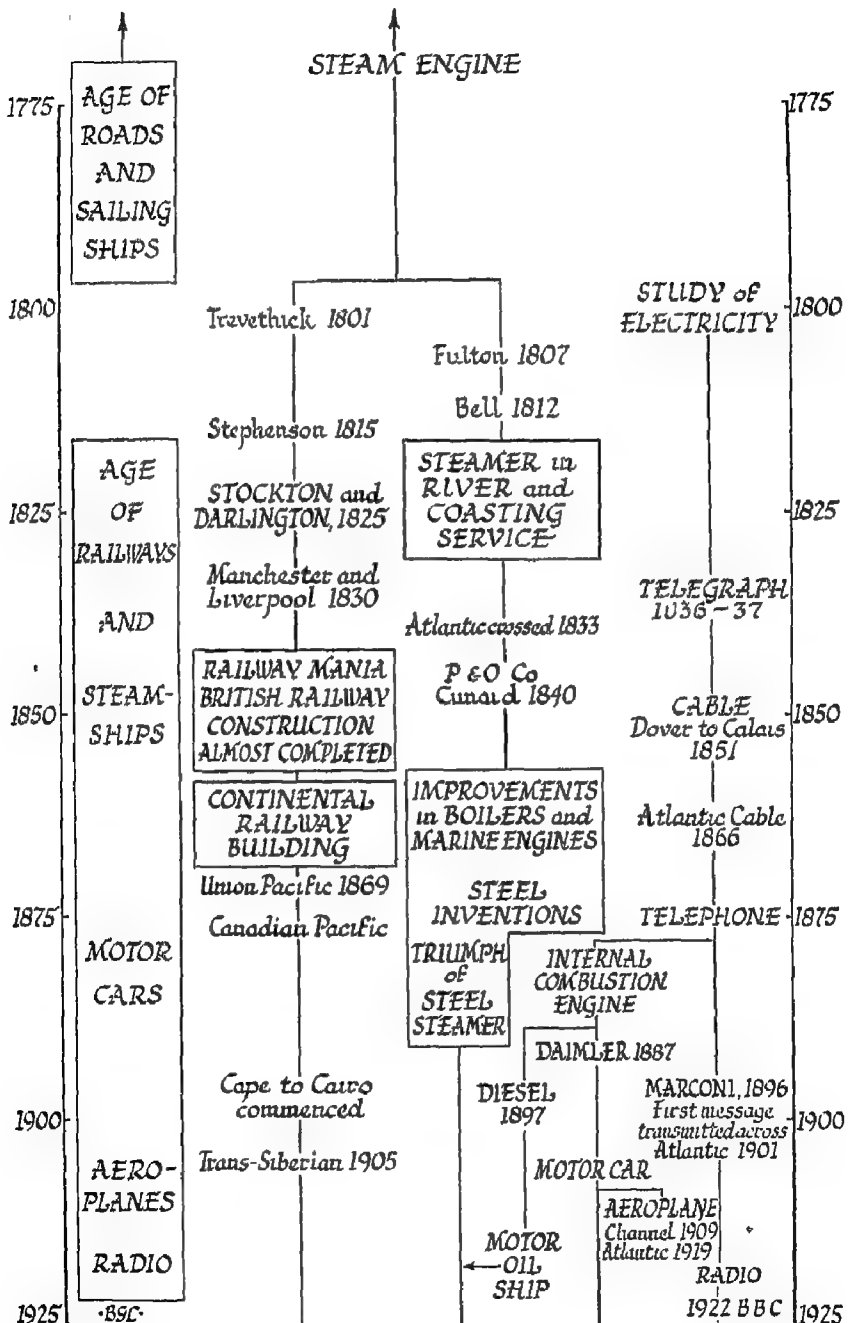 STEAM ENGINE
1775
AGE OF
ROADS
AND
SAILING
SHIPS
1800
Trevethick 1801
Stephenson 1815
AGE
OF
RAILWAYS
AND
STEAM-
SHIPS
1825
STOCKTON and
DARLINGTON, 1825
Manchester and
Liverpool 1830
1850
RAILWAY MANIA
BRITISH RAILWAY
CONSTRUCTION
ALMOST COMPLETED
CONTINENTAL
RAILWAY
BUILDING
Union Pacific 1869
1875
Canadian Pacific
MOTOR
CARS
Cape to Cairo
commenced
1900
Trans-Siberian 1905
AERO-
PLANES
RADIO
1925
·BSC·
Fulton 1807
Bell 1812
STEAMER in
RIVER and
COASTING
SERVICE
Atlantic crossed 1833
P & O Co
Cunard 1840
IMPROVEMENTS
in BOILERS and
MARINE ENGINES
STEEL
INVENTIONS
TRIUMPH
of
STEEL
STEAMER
INTERNAL
COMBUSTION
ENGINE
DAIMLER 1887
DIESEL
1897
MOTOR CAR
AEROPLANE
Channel 1909
Atlantic 1919
MOTOR
OIL
SHIP
1775
STUDY of
ELECTRICITY
1800
1825
TELEGRAPH
1836-37
1850
CABLE
Dover to Calais
1851
Atlantic Cable
1866
TELEPHONE
1875
MARCONI, 1896
First message
transmitted across
Atlantic 1901
1900
RADIO
1922 BBC
1925